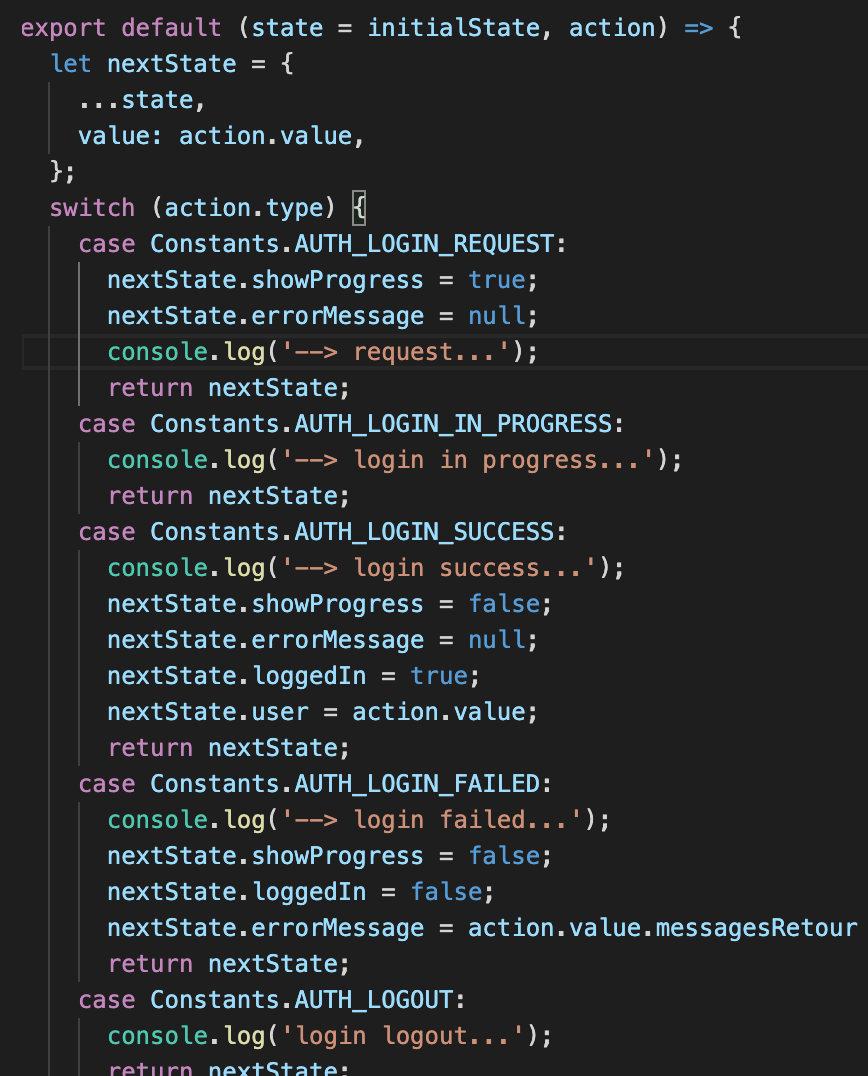 export default (state = initialState, action) => {
let nextState = {
...state,
value: action.value,
};
switch (action.type) {
case Constants.AUTH_LOGIN_REQUEST:
nextState.showProgress = true;
nextState.errorMessage = null;
console.log('--> request...');
return nextState;
case Constants.AUTH_LOGIN_IN_PROGRESS:
console.log('--> login in progress...');
return nextState;
case Constants.AUTH_LOGIN_SUCCESS:
console.log('--> login success...');
nextState.showProgress = false;
nextState.errorMessage = null;
nextState.loggedIn = true;
nextState.user = action.value;
return nextState;
case Constants.AUTH_LOGIN_FAILED:
console.log('--> login failed...');
nextState.showProgress = false;
nextState.loggedIn = false;
nextState.errorMessage = action.value.messagesRetour
return nextState;
case Constants.AUTH_LOGOUT:
console.log('login logout...');
return nextState;